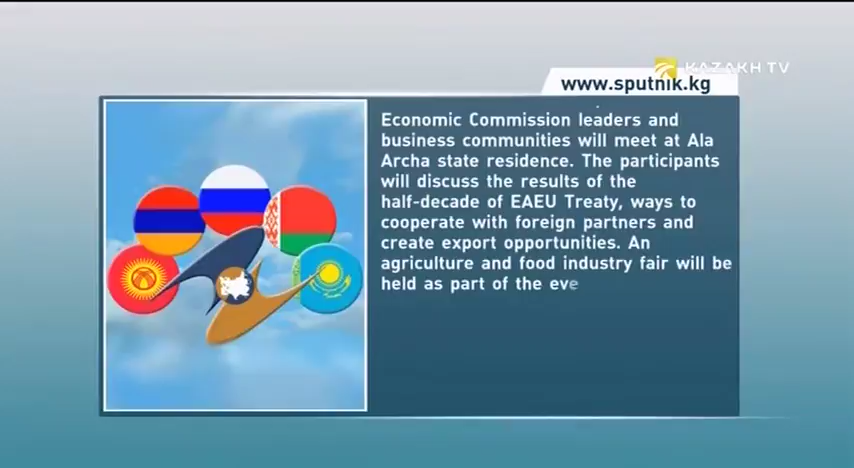 KAZAKH TV
www.sputnik.kg
Economic Commission leaders and
business communities will meet at Ala
Archa state residence. The participants
will discuss the results of the
half-decade of EAEU Treaty, ways to
cooperate with foreign partners and
create export opportunities. An
agriculture and food industry fair will be
held as part of the eve